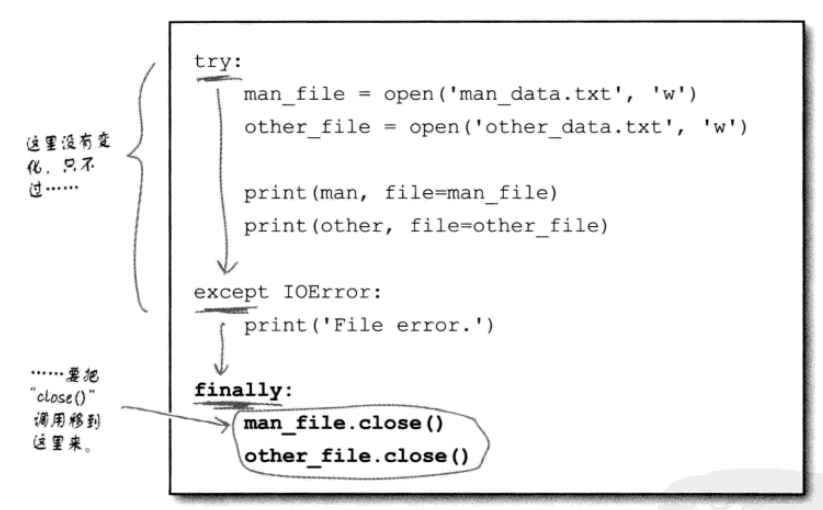 try:
man_file = open('man_data.txt', 'w')
other_file = open('other_data.txt', 'w')
print(man, file=man_file)
print(other, file=other_file)
except IOError:
print('File error.')
finally:
man_file.close()
other_file.close()
这里没有变
化，只不
过……
……要把
“close()”
调用移到
这里来。